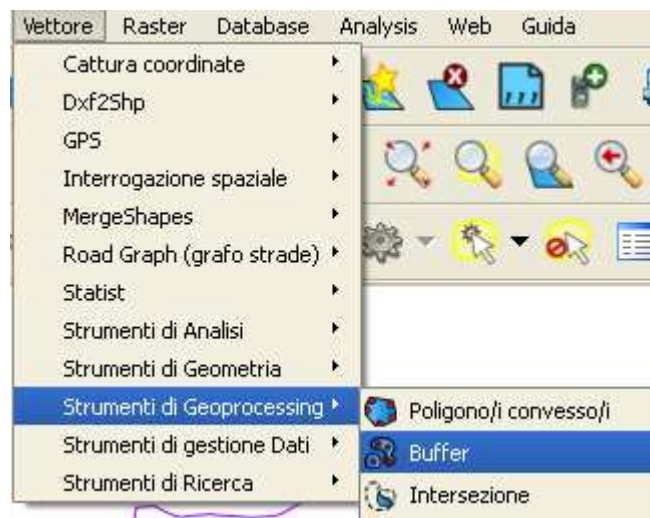 Vettore Raster Database Analysis Web Guida
Cattura coordinate
Dxf2Shp
GPS
Interrogazione spaziale
MergeShapes
Road Graph (grafo strade)
Statist
Strumenti di Analisi
Strumenti di Geometria
Strumenti di Geoprocessing
Poligono/i convesso/i
Strumenti di gestione Dati
Buffer
Strumenti di Ricerca
Intersezione